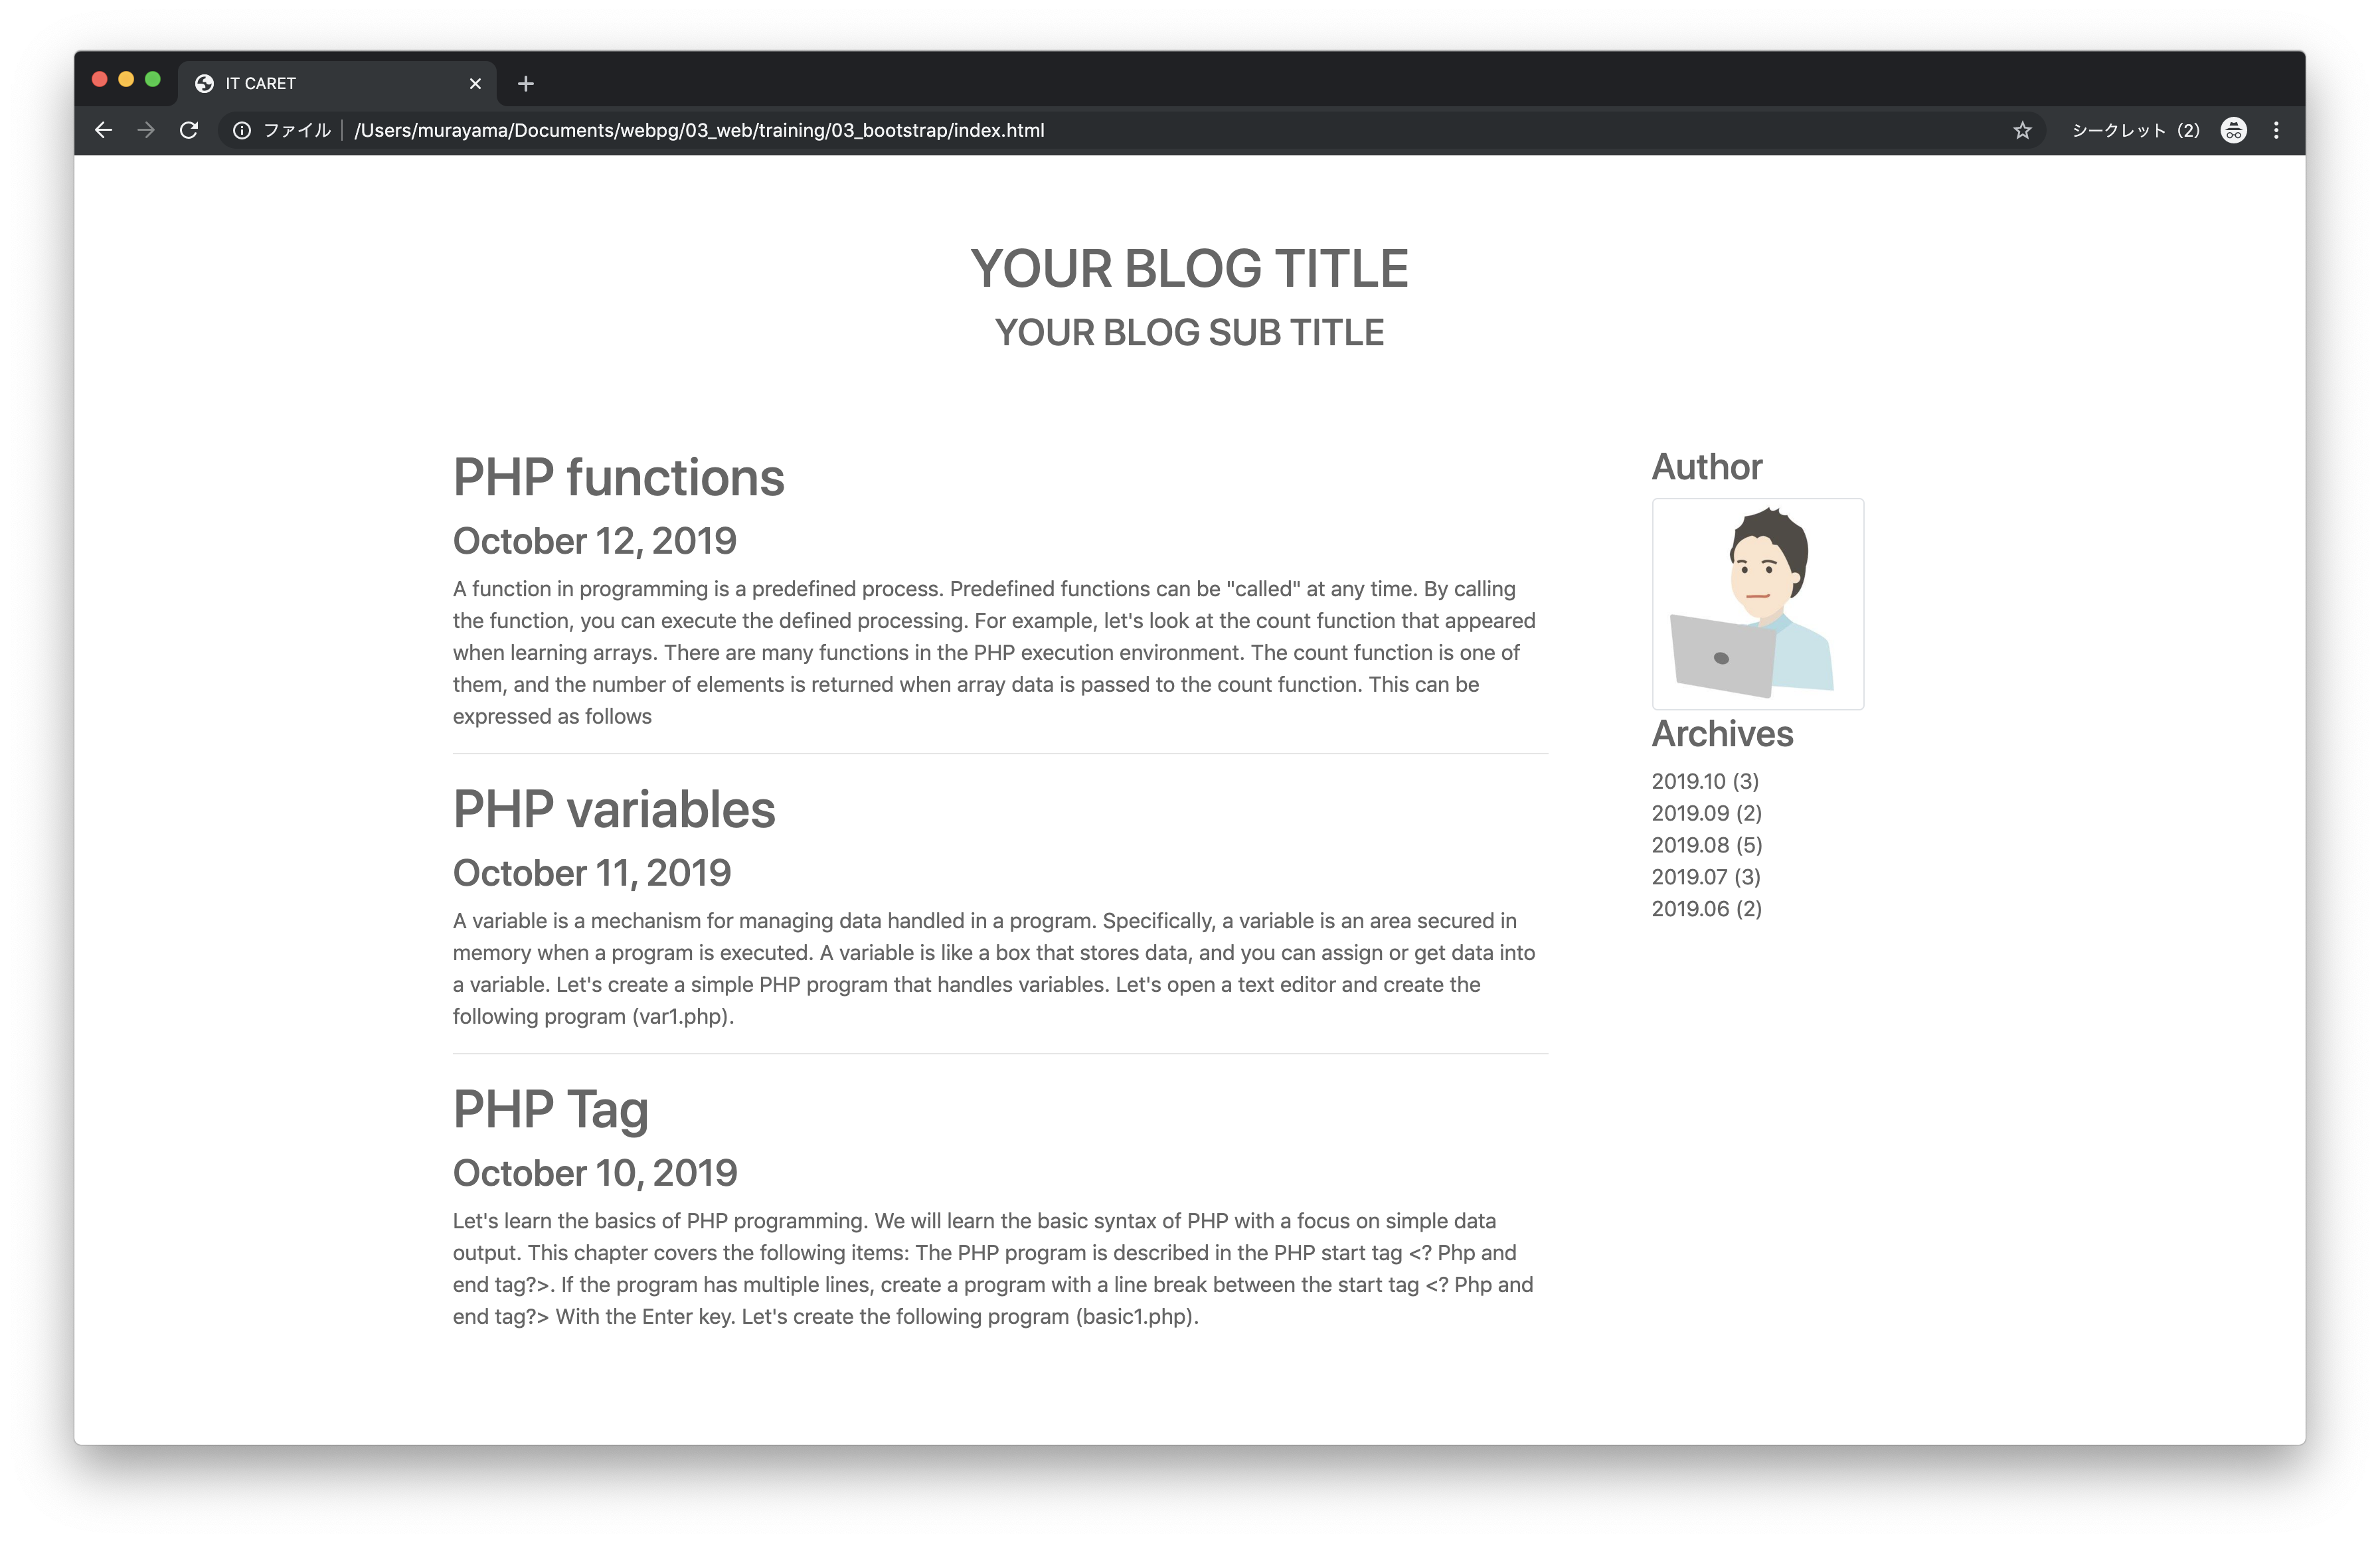 IT CARET
ファイル /Users/murayama/Documents/webpg/03_web/training/03_bootstrap/index.html
シークレット（2）
YOUR BLOG TITLE
YOUR BLOG SUB TITLE
PHP functions
October 12, 2019
A function in programming is a predefined process. Predefined functions can be "called" at any time. By calling
the function, you can execute the defined processing. For example, let's look at the count function that appeared
when learning arrays. There are many functions in the PHP execution environment. The count function is one of
them, and the number of elements is returned when array data is passed to the count function. This can be
expressed as follows
PHP variables
October 11, 2019
A variable is a mechanism for managing data handled in a program. Specifically, a variable is an area secured in
memory when a program is executed. A variable is like a box that stores data, and you can assign or get data into
a variable. Let's create a simple PHP program that handles variables. Let's open a text editor and create the
following program (var1.php).
PHP Tag
October 10, 2019
Let's learn the basics of PHP programming. We will learn the basic syntax of PHP with a focus on simple data
output. This chapter covers the following items: The PHP program is described in the PHP start tag <? Php and
end tag?>. If the program has multiple lines, create a program with a line break between the start tag <? Php and
end tag?> With the Enter key. Let's create the following program (basic1.php).
Author
Archives
2019.10 (3)
2019.09 (2)
2019.08 (5)
2019.07 (3)
2019.06 (2)